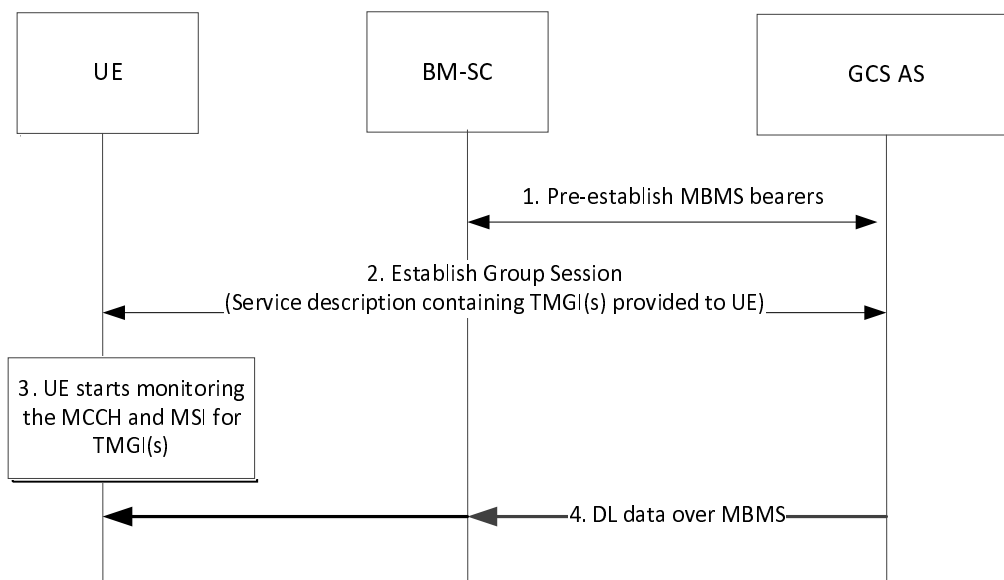 UE
BM-SC
GCS AS
1. Pre-establish MBMS bearers
2. Establish Group Session
(Service description containing TMGI(s) provided to UE)
3. UE starts monitoring
the MCCH and MSI for
TMGI(s)
4. DL data over MBMS